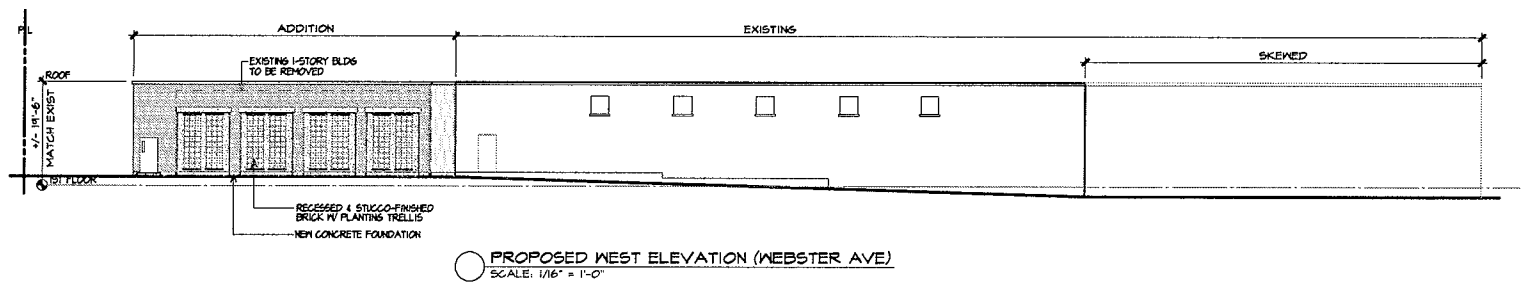 P.L
ADDITION
EXISTING
SKEWED
EXISTING 1-STORY BLDG
TO BE REMOVED
ROOF
+/- 19'-6"
MATCH EXIST
1ST FLOOR
RECESSED & STUCCO-FINISHED
BRICK W/ PLANTING TRELLIS
NEW CONCRETE FOUNDATION
PROPOSED WEST ELEVATION (WEBSTER AVE)
SCALE: 1/16" = 1'-0"